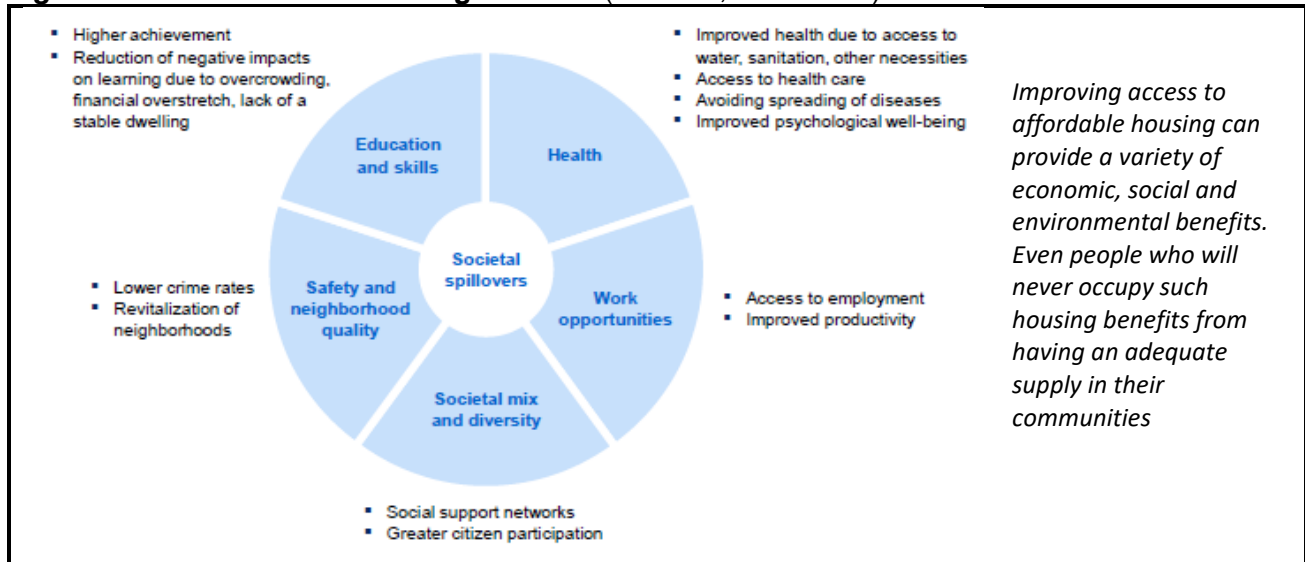 ▪ Higher achievement
▪ Reduction of negative impacts
on learning due to overcrowding,
financial overstretch, lack of a
stable dwelling
▪ Improved health due to access to
water, sanitation, other necessities
▪ Access to health care
▪ Avoiding spreading of diseases
▪ Improved psychological well-being
Education
and skills
Health
Societal
spillovers
Safety and
neighborhood
quality
Work
opportunities
Societal mix
and diversity
▪ Lower crime rates
▪ Revitalization of
neighborhoods
▪ Access to employment
▪ Improved productivity
▪ Social support networks
▪ Greater citizen participation
Improving access to
affordable housing can
provide a variety of
economic, social and
environmental benefits.
Even people who will
never occupy such
housing benefits from
having an adequate
supply in their
communities